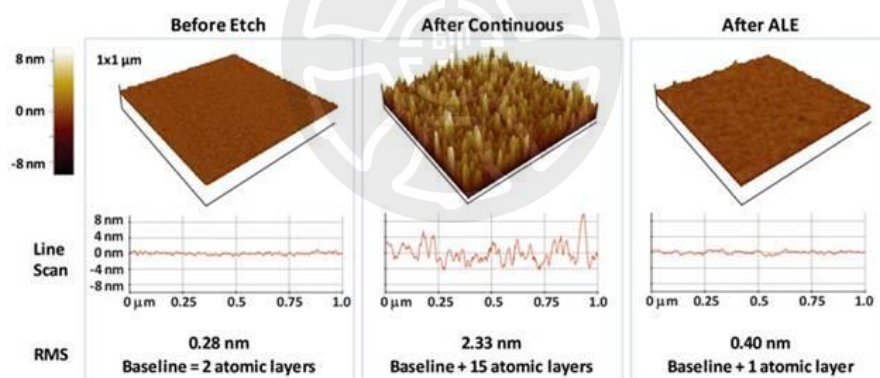 Before Etch
After Continuous
After ALE
8 nm
0 nm
-8 nm
1x1 µm
Line
Scan
8 nm
4 nm
0 nm
-4 nm
-8 nm
0 µm 0.25 0.5 0.75 1.0
0 µm 0.25 0.5 0.75 1.0
0 µm 0.25 0.5 0.75 1.0
RMS
0.28 nm
Baseline = 2 atomic layers
2.33 nm
Baseline + 15 atomic layers
0.40 nm
Baseline + 1 atomic layer